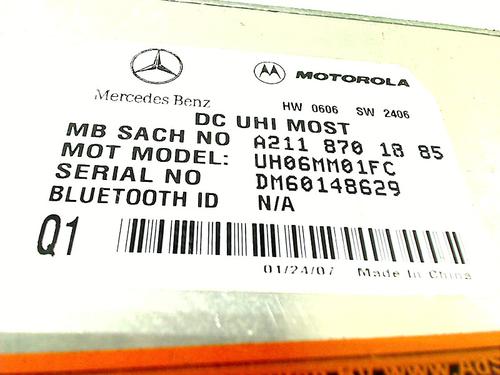 Mercedes Benz
MOTOROLA
HW 0606 SW 2406
DC UHI MOST
MB SACH NO A211 870 18 85
MOT MODEL: UH06MM01FC
SERIAL NO DM60148629
BLUETOOTH ID N/A
Q1
01/24/07 Made In China